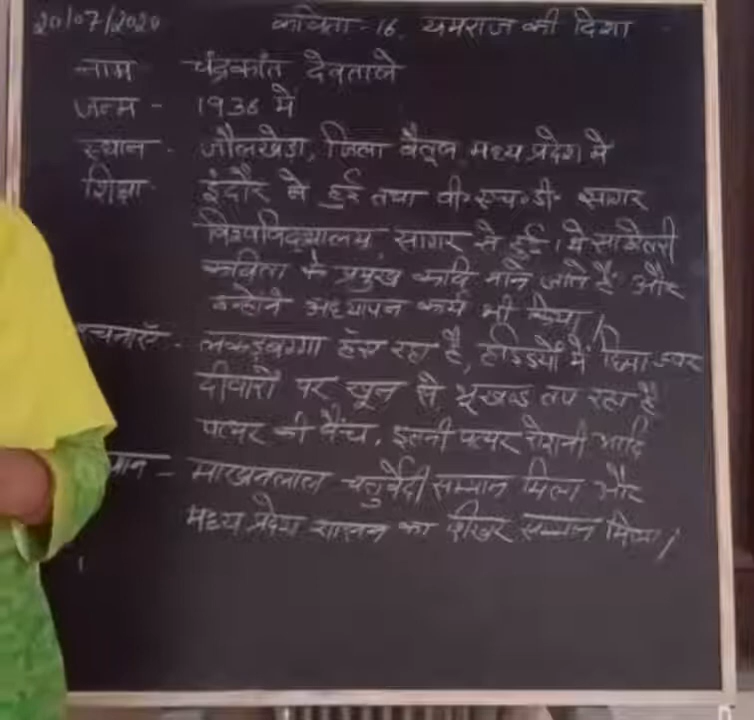 20/07/2020 कविता - 16. यमराज की दिशा
नाम चंद्रकांत देवताले
जन्म - 1936 में
स्थान - जौलखेडा, जिला बैतूल मध्य प्रदेश में
शिक्षा - इंदौर में हुई तथा पी॰एच॰डी॰ सागर
विश्वविद्यालय, सागर से हुई। ये साठोतरी
कविता के प्रमुख कवि माने जाते हैं और
उन्होंने अध्यापन कार्य भी किया।
रचनाएँ - लकड़बग्गा हँस रहा है, हड्डियों में छिपा ज्वर
दीवारों पर खून से भूखण्ड तप रहा है
पत्थर की बैंच, इतनी पत्थर रोशनी आदि
मान - माखनलाल चतुर्वेदी सम्मान मिला और
मध्य प्रदेश शासन का शिखर सम्मान मिला।